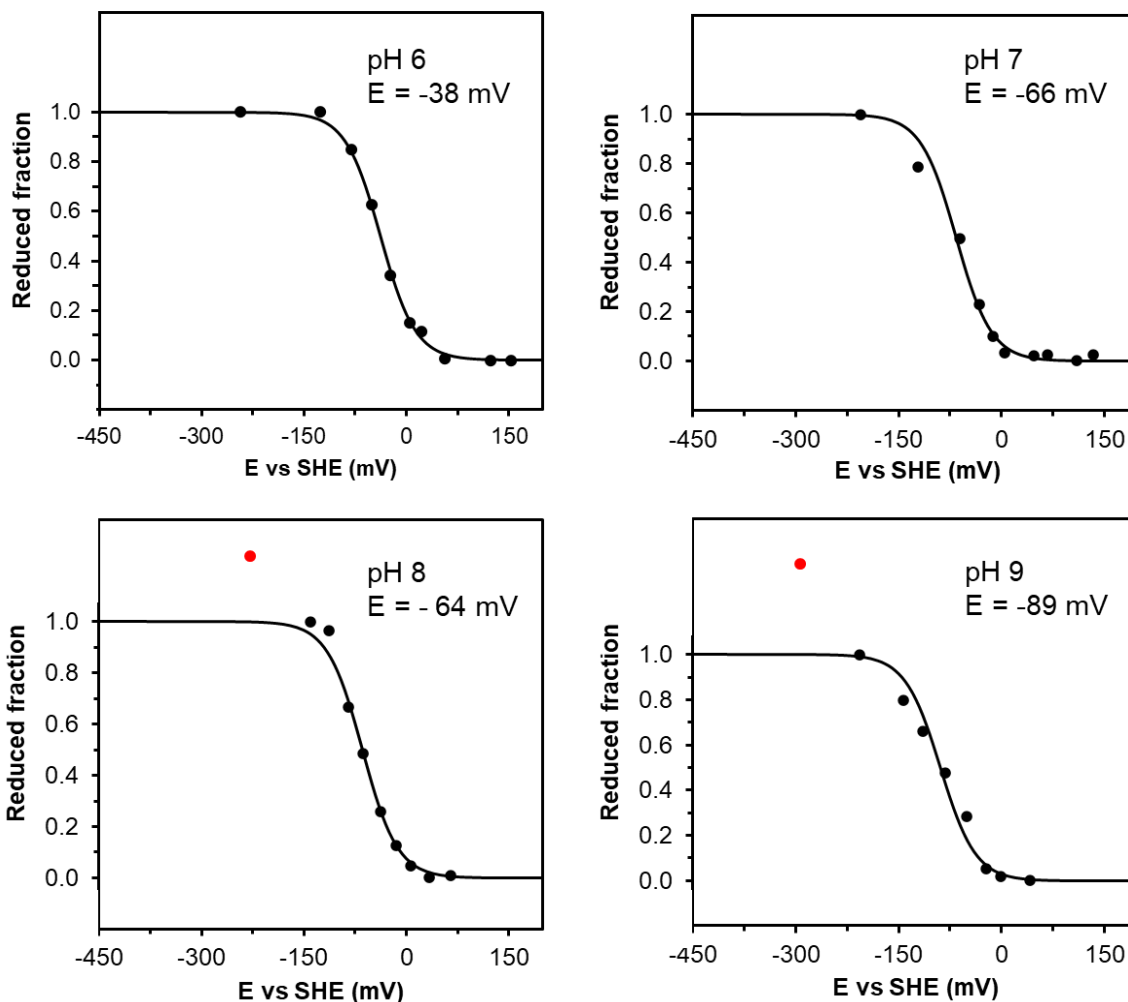 pH 6
E = -38 mV
Reduced fraction
1.0
0.8
0.6
0.4
0.2
0.0
-450 -300 -150 0 150
E vs SHE (mV)
pH 7
E = -66 mV
Reduced fraction
1.0
0.8
0.6
0.4
0.2
0.0
-450 -300 -150 0 150
E vs SHE (mV)
pH 8
E = - 64 mV
Reduced fraction
1.0
0.8
0.6
0.4
0.2
0.0
-450 -300 -150 0 150
E vs SHE (mV)
pH 9
E = -89 mV
Reduced fraction
1.0
0.8
0.6
0.4
0.2
0.0
-450 -300 -150 0 150
E vs SHE (mV)